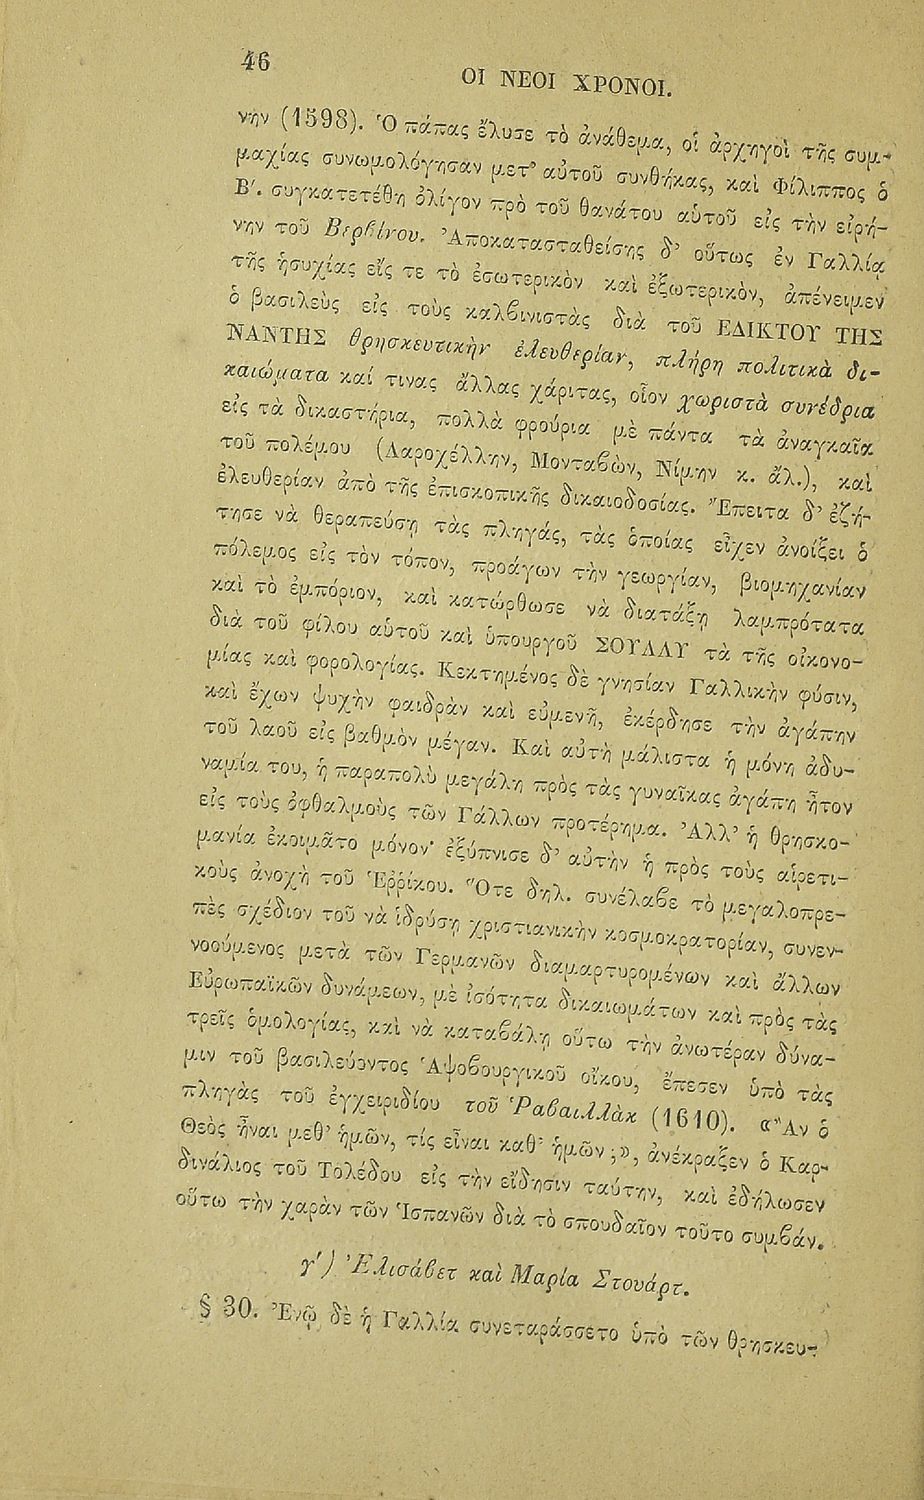 46
ΟΙ ΝΕΟΙ ΧΡΟΝΟΙ.
νην (1598). Ὁ πάπας ἔλυσε τὸ ἀνάθεμα, οἱ ἀρχηγοὶ τῆς συμ-
μαχίας συνωμολόγησαν μετ' αὐτοῦ συνθήκας, καὶ Φίλιππος ὁ
Β′. συγκατετέθη ὀλίγον πρὸ τοῦ θανάτου αὑτοῦ εἰς τὴν εἰρή-
νην τοῦ Βερβίνου. Ἀποκατασταθείσης δ' οὕτως ἐν Γαλλίᾳ
τῆς ἡσυχίας εἴς τε τὸ ἐσωτερικὸν καὶ ἐξωτερικὸν, ἀπένειμεν
ὁ βασιλεὺς εἰς τοὺς καλβινιστὰς διὰ τοῦ ΕΔΙΚΤΟΥ ΤΗΣ
ΝΑΝΤΗΣ θρησκευτικὴν ἐλευθερίαν, πλήρη πολιτικὰ δι-
καιώματα καί τινας ἄλλας χάριτας, οἷον χωριστὰ συνέδρια
εἰς τὰ δικαστήρια, πολλὰ φρούρια μὲ πάντα τὰ ἀναγκαῖα
τοῦ πολέμου (Λαροχέλλην, Μονταβὼν, Νίμην κ. ἄλ.), καὶ
ἐλευθερίαν ἀπὸ τῆς ἐπισκοπικῆς δικαιοδοσίας. Ἔπειτα δ' ἐζή-
τησε νὰ θεραπεύσῃ τὰς πληγάς, τὰς ὁποίας εἶχεν ἀνοίξει ὁ
πόλεμος εἰς τὸν τόπον, προάγων τὴν γεωργίαν, βιομηχανίαν
καὶ τὸ ἐμπόριον, καὶ κατώρθωσε νὰ διατάξῃ λαμπρότατα
διὰ τοῦ φίλου αὑτοῦ καὶ ὑπουργοῦ ΣΟΥΛΛΥ τὰ τῆς οἰκονο-
μίας καὶ φορολογίας. Κεκτημένος δὲ γνησίαν Γαλλικὴν φύσιν,
καὶ ἔχων ψυχὴν φαιδρὰν καὶ εὐμενῆ, ἐκέρδησε τὴν ἀγάπην
τοῦ λαοῦ εἰς βαθμὸν μέγαν. Καὶ αὐτὴ μάλιστα ἡ μόνη ἀδυ-
ναμία του, ἡ παραπολὺ μεγάλη πρὸς τὰς γυναῖκας ἀγάπη ἦτον
εἰς τοὺς ὀφθαλμοὺς τῶν Γάλλων προτέρημα. Ἀλλ' ἡ θρησκο-
μανία ἐκοιμᾶτο μόνον· ἐξύπνισε δ' αὐτὴν ἡ πρὸς τοὺς αἱρετι-
κοὺς ἀνοχὴ τοῦ Ἑῤῥίκου. Ὅτε δηλ. συνέλαβε τὸ μεγαλοπρε-
πὲς σχέδιον τοῦ νὰ ἱδρύσῃ χριστιανικὴν κοσμοκρατορίαν, συνεν-
νοούμενος μετὰ τῶν Γερμανῶν διαμαρτυρομένων καὶ ἄλλων
Εὐρωπαϊκῶν δυνάμεων, μὲ ἰσότητα δικαιωμάτων καὶ πρὸς τὰς
τρεῖς ὁμολογίας, καὶ νὰ καταβάλῃ οὕτω τὴν ἀνωτέραν δύνα-
μιν τοῦ βασιλεύοντος Ἁψοβουργικοῦ οἴκου, ἔπεσεν ὑπὸ τὰς
πληγὰς τοῦ ἐγχειριδίου τοῦ Ῥαβαιλλὰκ (1610). «Ἂν ὁ
Θεὸς ἦναι μεθ' ἡμῶν, τίς εἶναι καθ' ἡμῶν;», ἀνέκραξεν ὁ Καρ-
δινάλιος τοῦ Τολέδου εἰς τὴν εἴδησιν ταύτην, καὶ ἐδήλωσεν
οὕτω τὴν χαρὰν τῶν Ἱσπανῶν διὰ τὸ σπουδαῖον τοῦτο συμβάν.
γ′) Ἐλισάβετ καὶ Μαρία Στουάρτ.
§ 30. Ἐνῷ δὲ ἡ Γαλλία συνεταράσσετο ὑπὸ τῶν θρησκευ-